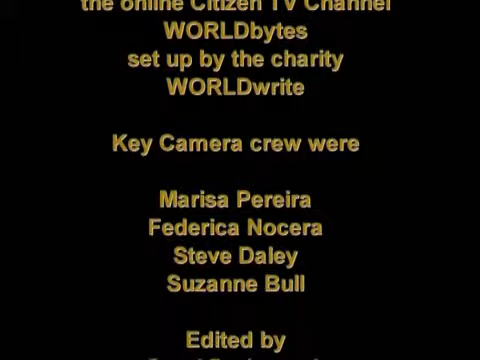 the online Citizen TV Channel
WORLDbytes
set up by the charity
WORLDwrite
Key Camera crew were
Marisa Pereira
Federica Nocera
Steve Daley
Suzanne Bull
Edited by